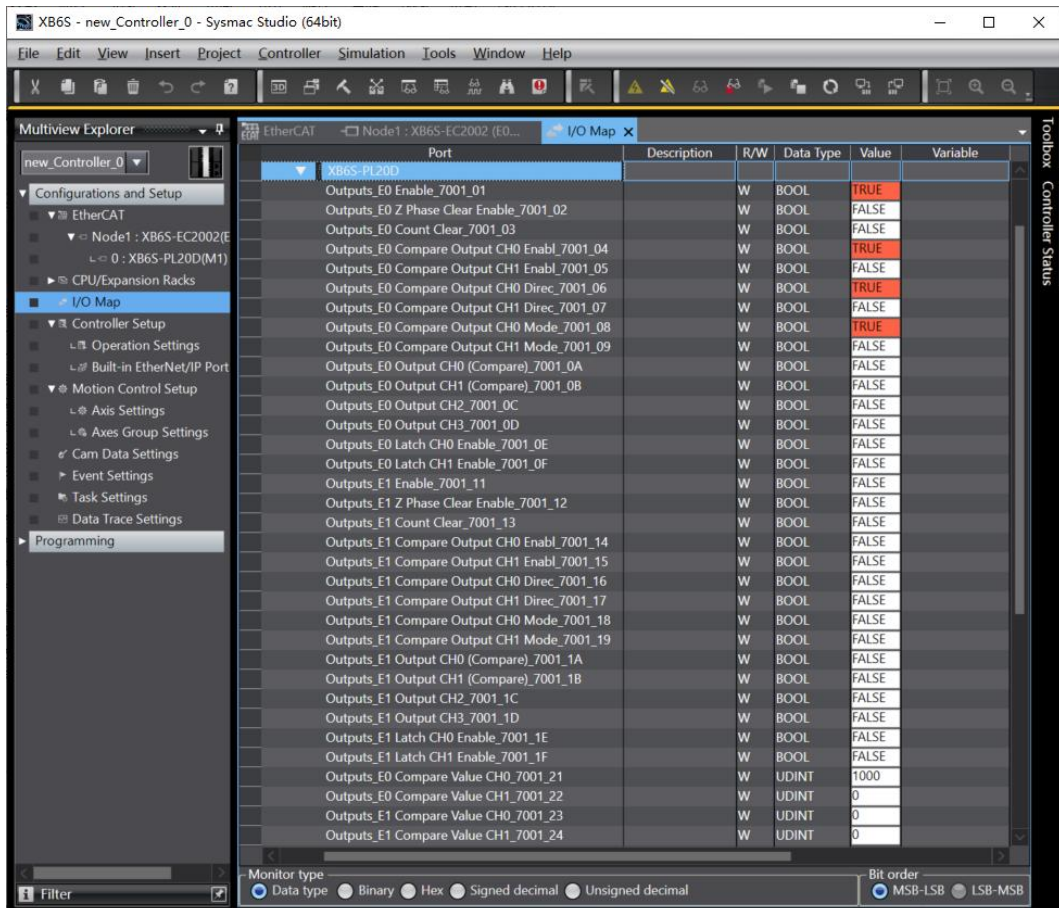 XB6S - new_Controller_0 - Sysmac Studio (64bit)
File Edit View Insert Project Controller Simulation Tools Window Help
Multiview Explorer
new_Controller_0
Configurations and Setup
EtherCAT
Node1 : XB6S-EC2002(E
0 : XB6S-PL20D(M1)
CPU/Expansion Racks
I/O Map
Controller Setup
Operation Settings
Built-in EtherNet/IP Port
Motion Control Setup
Axis Settings
Axes Group Settings
Cam Data Settings
Event Settings
Task Settings
Data Trace Settings
Programming
Filter
EtherCAT Node1 : XB6S-EC2002 (E0... I/O Map
Port Description R/W Data Type Value Variable
XB6S-PL20D
Outputs_E0 Enable_7001_01 W BOOL TRUE
Outputs_E0 Z Phase Clear Enable_7001_02 W BOOL FALSE
Outputs_E0 Count Clear_7001_03 W BOOL FALSE
Outputs_E0 Compare Output CH0 Enabl_7001_04 W BOOL TRUE
Outputs_E0 Compare Output CH1 Enabl_7001_05 W BOOL FALSE
Outputs_E0 Compare Output CH0 Direc_7001_06 W BOOL TRUE
Outputs_E0 Compare Output CH1 Direc_7001_07 W BOOL FALSE
Outputs_E0 Compare Output CH0 Mode_7001_08 W BOOL TRUE
Outputs_E0 Compare Output CH1 Mode_7001_09 W BOOL FALSE
Outputs_E0 Output CH0 (Compare)_7001_0A W BOOL FALSE
Outputs_E0 Output CH1 (Compare)_7001_0B W BOOL FALSE
Outputs_E0 Output CH2_7001_0C W BOOL FALSE
Outputs_E0 Output CH3_7001_0D W BOOL FALSE
Outputs_E0 Latch CH0 Enable_7001_0E W BOOL FALSE
Outputs_E0 Latch CH1 Enable_7001_0F W BOOL FALSE
Outputs_E1 Enable_7001_11 W BOOL FALSE
Outputs_E1 Z Phase Clear Enable_7001_12 W BOOL FALSE
Outputs_E1 Count Clear_7001_13 W BOOL FALSE
Outputs_E1 Compare Output CH0 Enabl_7001_14 W BOOL FALSE
Outputs_E1 Compare Output CH1 Enabl_7001_15 W BOOL FALSE
Outputs_E1 Compare Output CH0 Direc_7001_16 W BOOL FALSE
Outputs_E1 Compare Output CH1 Direc_7001_17 W BOOL FALSE
Outputs_E1 Compare Output CH0 Mode_7001_18 W BOOL FALSE
Outputs_E1 Compare Output CH1 Mode_7001_19 W BOOL FALSE
Outputs_E1 Output CH0 (Compare)_7001_1A W BOOL FALSE
Outputs_E1 Output CH1 (Compare)_7001_1B W BOOL FALSE
Outputs_E1 Output CH2_7001_1C W BOOL FALSE
Outputs_E1 Output CH3_7001_1D W BOOL FALSE
Outputs_E1 Latch CH0 Enable_7001_1E W BOOL FALSE
Outputs_E1 Latch CH1 Enable_7001_1F W BOOL FALSE
Outputs_E0 Compare Value CH0_7001_21 W UDINT 1000
Outputs_E0 Compare Value CH1_7001_22 W UDINT 0
Outputs_E1 Compare Value CH0_7001_23 W UDINT 0
Outputs_E1 Compare Value CH1_7001_24 W UDINT 0
Monitor type
Data type Binary Hex Signed decimal Unsigned decimal
Bit order
MSB-LSB LSB-MSB
Toolbox
Controller Status